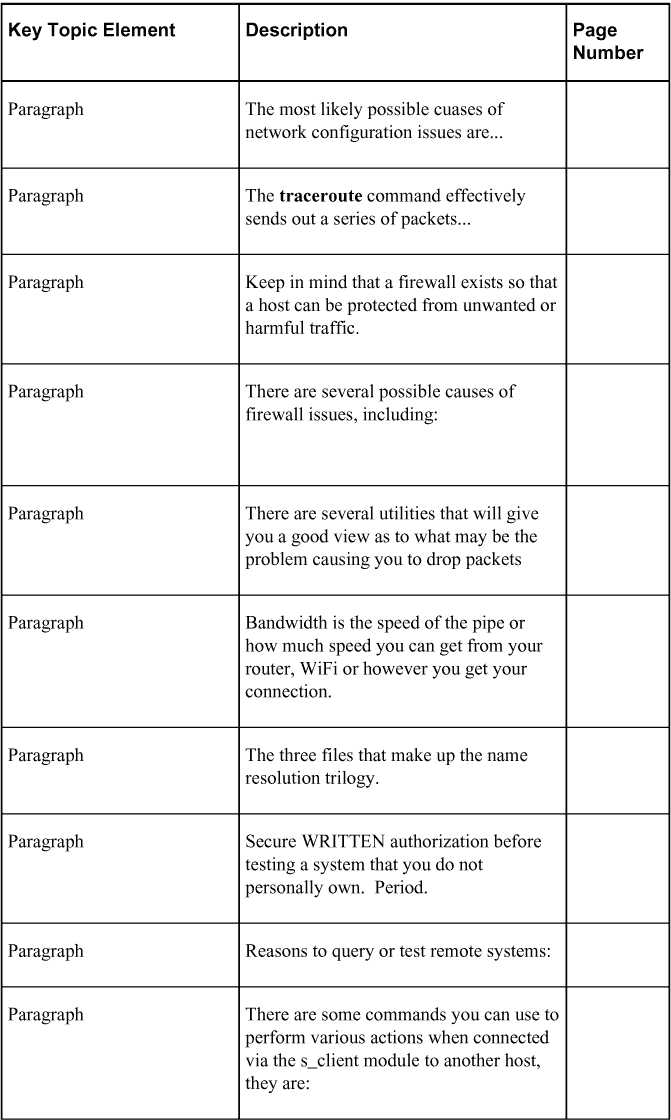 Key Topic Element Description Page
Number
Paragraph The most likely possible cuases of
network configuration issues are...
Paragraph The traceroute command effectively
sends out a series of packets...
Paragraph Keep in mind that a firewall exists so that
a host can be protected from unwanted or
harmful traffic.
Paragraph There are several possible causes of
firewall issues, including:
Paragraph There are several utilities that will give
you a good view as to what may be the
problem causing you to drop packets
Paragraph Bandwidth is the speed of the pipe or
how much speed you can get from your
router, WiFi or however you get your
connection.
Paragraph The three files that make up the name
resolution trilogy.
Paragraph Secure WRITTEN authorization before
testing a system that you do not
personally own.  Period.
Paragraph Reasons to query or test remote systems:
Paragraph There are some commands you can use to
perform various actions when connected
via the s_client module to another host,
they are: